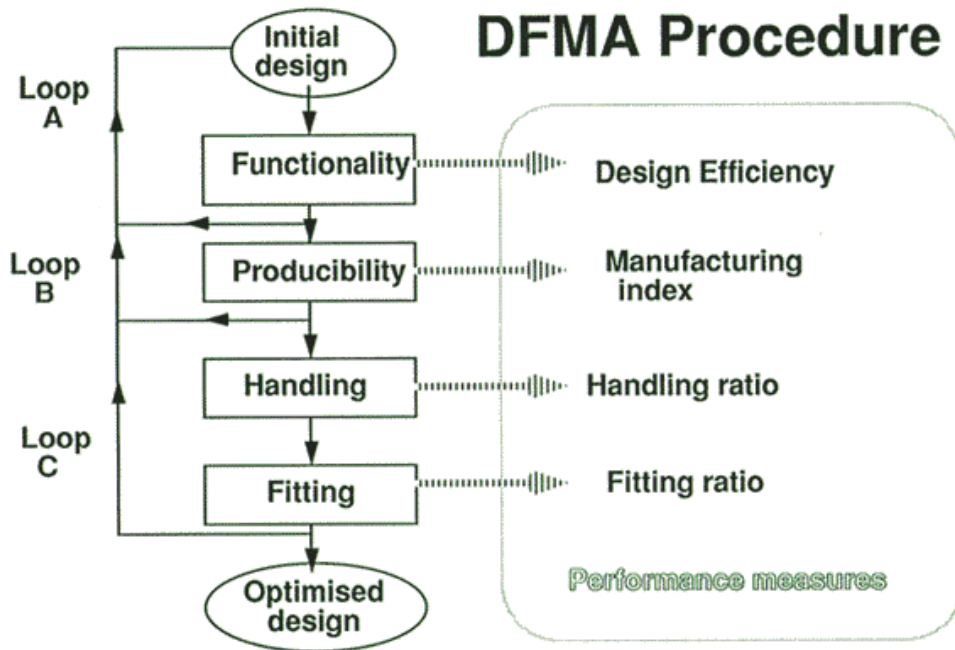 DFMA Procedure
Initial
design
Loop
A
Functionality
Design Efficiency
Loop
B
Producibility
Manufacturing
index
Handling
Handling ratio
Loop
C
Fitting
Fitting ratio
Optimised
design
Performance measures